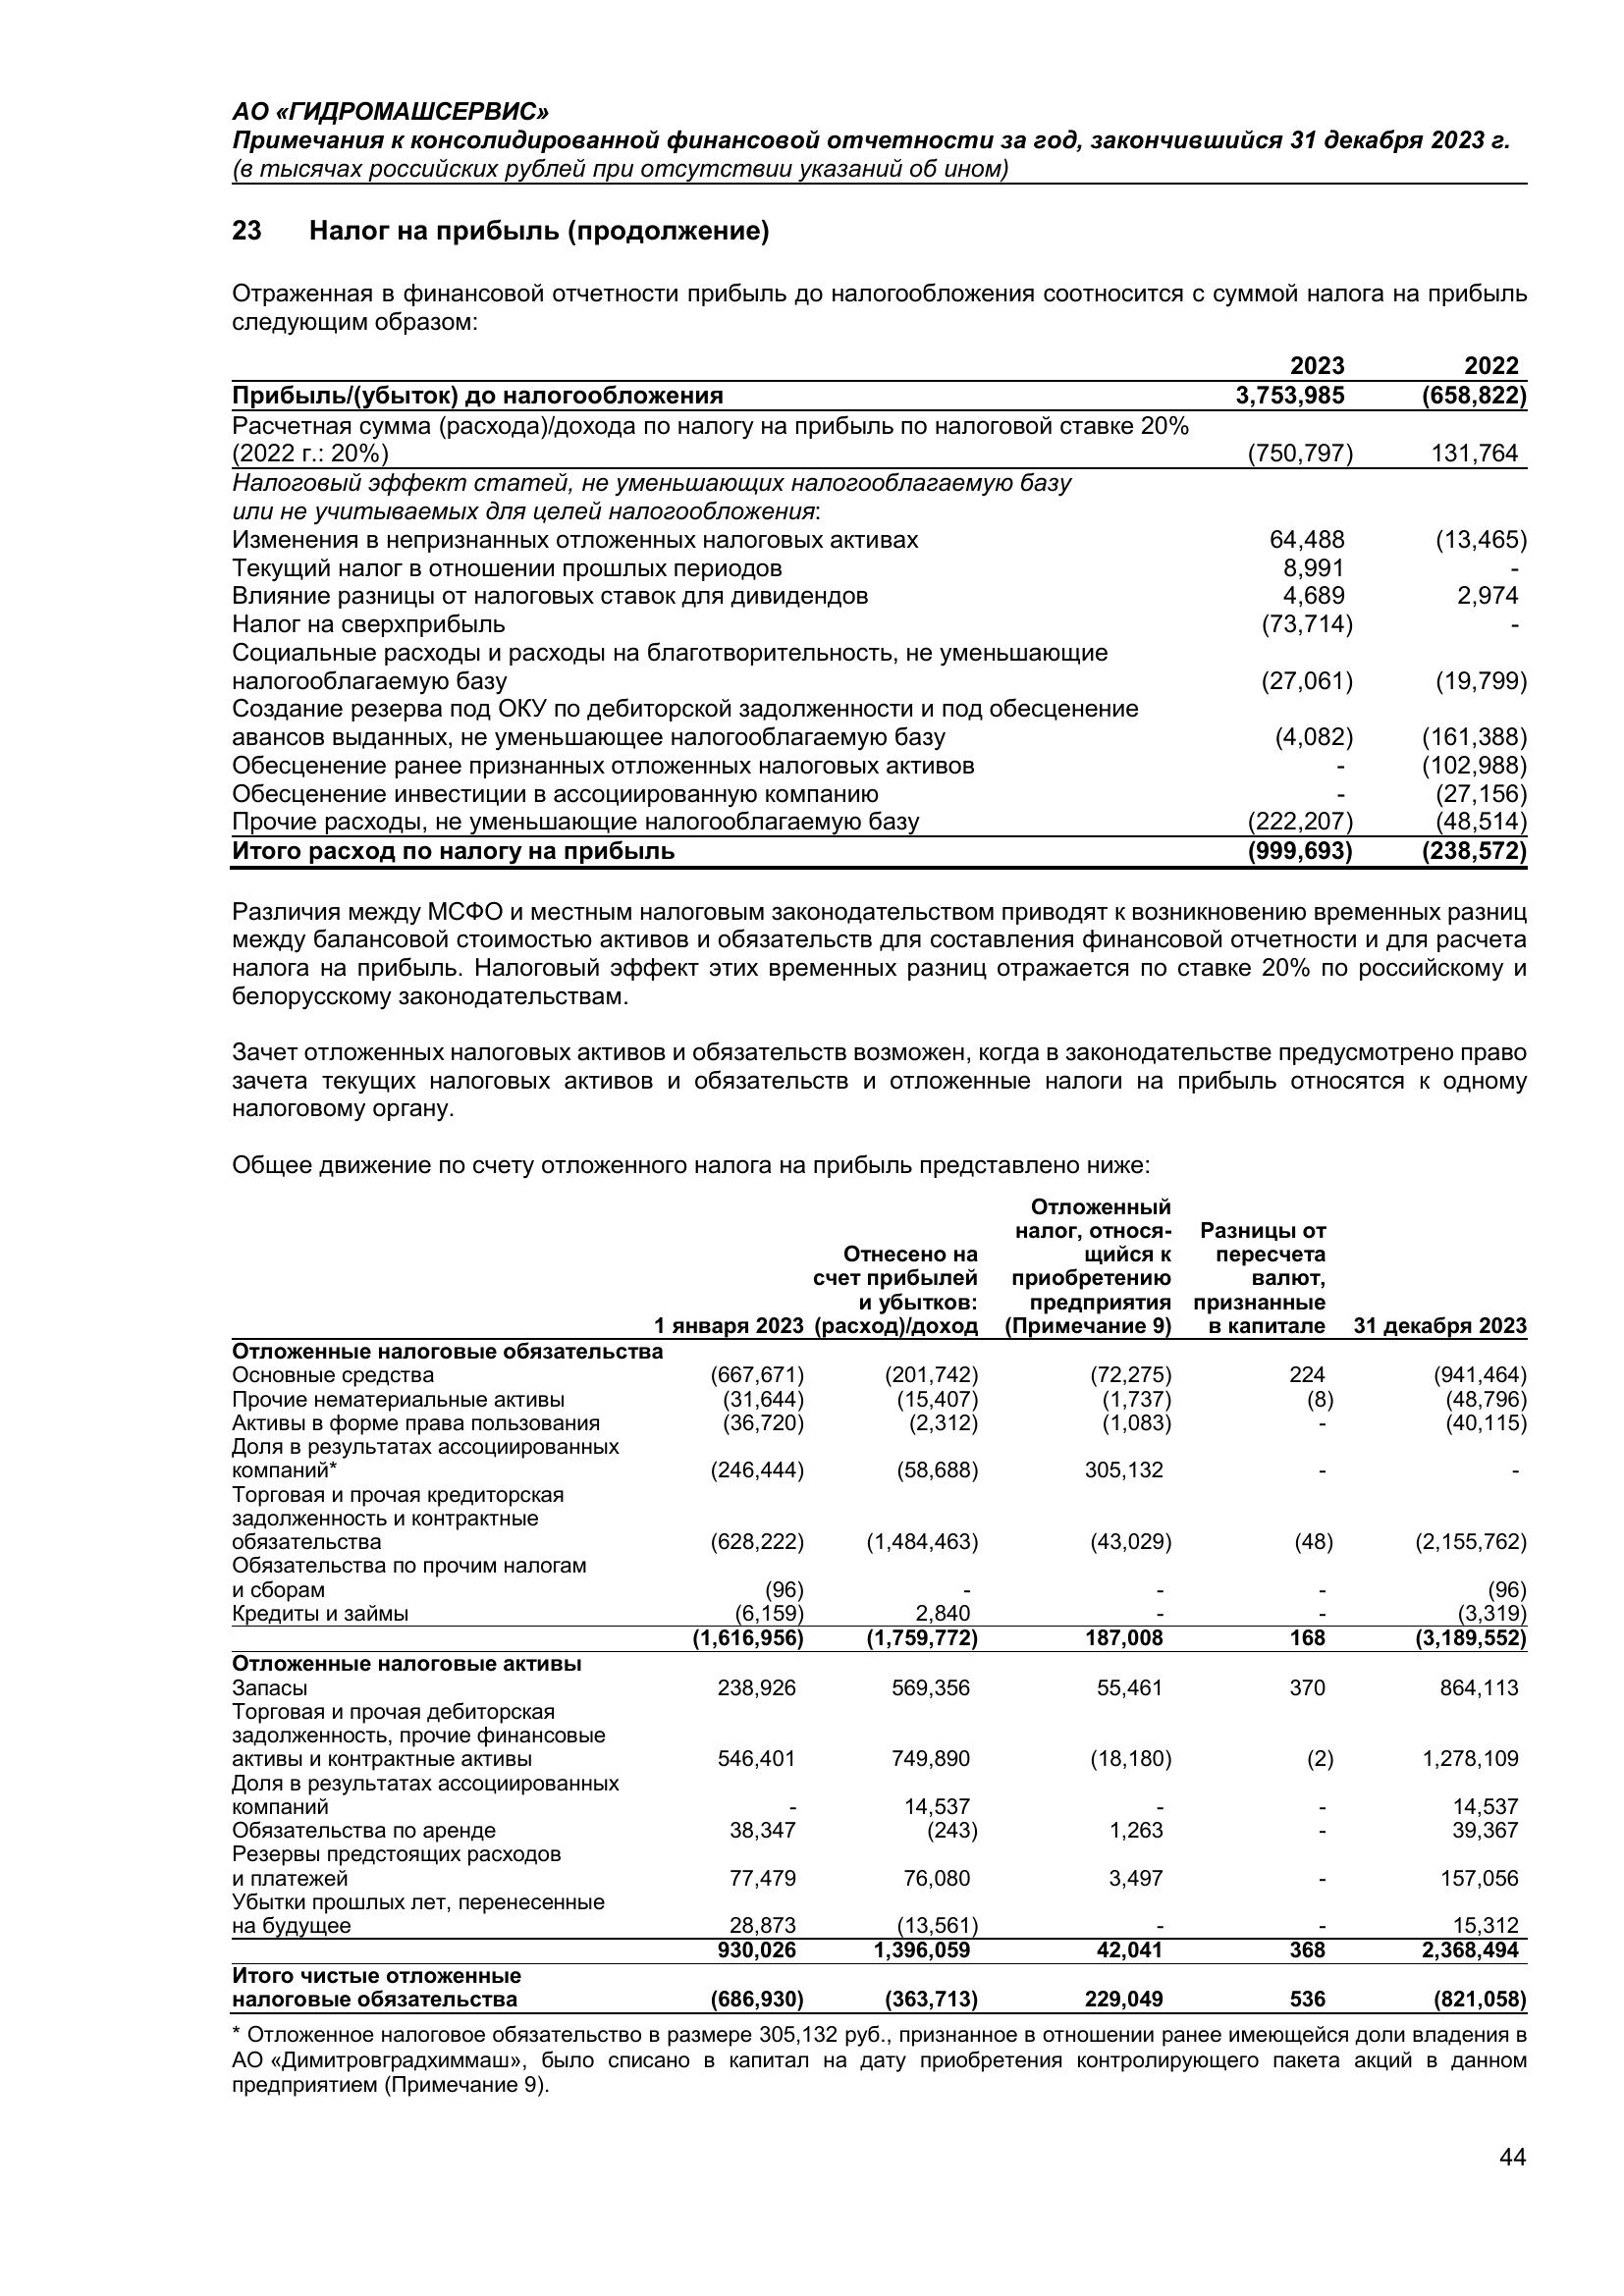 АО «ГИДРОМАШСЕРВИС»
Примечания к консолидированной финансовой отчетности за год, закончившийся 31 декабря 2023 г.
(в тысячах российских рублей при отсутствии указаний об ином)
23 Налог на прибыль (продолжение)
Отраженная в финансовой отчетности прибыль до налогообложения соотносится с суммой налога на прибыль
следующим образом:
2023 2022
Прибыль/(убыток) до налогообложения 3,753,985 (658,822)
Расчетная сумма (расхода)/дохода по налогу на прибыль по налоговой ставке 20%
(2022 г.: 20%) (750,797) 131,764
Налоговый эффект статей, не уменьшающих налогооблагаемую базу
или не учитываемых для целей налогообложения:
Изменения в непризнанных отложенных налоговых активах 64,488 (13,465)
Текущий налог в отношении прошлых периодов 8,991 -
Влияние разницы от налоговых ставок для дивидендов 4,689 2,974
Налог на сверхприбыль (73,714) -
Социальные расходы и расходы на благотворительность, не уменьшающие
налогооблагаемую базу (27,061) (19,799)
Создание резерва под ОКУ по дебиторской задолженности и под обесценение
авансов выданных, не уменьшающее налогооблагаемую базу (4,082) (161,388)
Обесценение ранее признанных отложенных налоговых активов - (102,988)
Обесценение инвестиции в ассоциированную компанию - (27,156)
Прочие расходы, не уменьшающие налогооблагаемую базу (222,207) (48,514)
Итого расход по налогу на прибыль (999,693) (238,572)
Различия между МСФО и местным налоговым законодательством приводят к возникновению временных разниц
между балансовой стоимостью активов и обязательств для составления финансовой отчетности и для расчета
налога на прибыль. Налоговый эффект этих временных разниц отражается по ставке 20% по российскому и
белорусскому законодательствам.
Зачет отложенных налоговых активов и обязательств возможен, когда в законодательстве предусмотрено право
зачета текущих налоговых активов и обязательств и отложенные налоги на прибыль относятся к одному
налоговому органу.
Общее движение по счету отложенного налога на прибыль представлено ниже:
Отложенный
налог, относя- Разницы от
Отнесено на щийся к пересчета
счет прибылей приобретению валют,
и убытков: предприятия признанные
1 января 2023 (расход)/доход (Примечание 9) в капитале 31 декабря 2023
Отложенные налоговые обязательства
Основные средства (667,671) (201,742) (72,275) 224 (941,464)
Прочие нематериальные активы (31,644) (15,407) (1,737) (8) (48,796)
Активы в форме права пользования (36,720) (2,312) (1,083) - (40,115)
Доля в результатах ассоциированных
компаний* (246,444) (58,688) 305,132 - -
Торговая и прочая кредиторская
задолженность и контрактные
обязательства (628,222) (1,484,463) (43,029) (48) (2,155,762)
Обязательства по прочим налогам
и сборам (96) - - - (96)
Кредиты и займы (6,159) 2,840 - - (3,319)
(1,616,956) (1,759,772) 187,008 168 (3,189,552)
Отложенные налоговые активы
Запасы 238,926 569,356 55,461 370 864,113
Торговая и прочая дебиторская
задолженность, прочие финансовые
активы и контрактные активы 546,401 749,890 (18,180) (2) 1,278,109
Доля в результатах ассоциированных
компаний - 14,537 - - 14,537
Обязательства по аренде 38,347 (243) 1,263 - 39,367
Резервы предстоящих расходов
и платежей 77,479 76,080 3,497 - 157,056
Убытки прошлых лет, перенесенные
на будущее 28,873 (13,561) - - 15,312
930,026 1,396,059 42,041 368 2,368,494
Итого чистые отложенные
налоговые обязательства (686,930) (363,713) 229,049 536 (821,058)
* Отложенное налоговое обязательство в размере 305,132 руб., признанное в отношении ранее имеющейся доли владения в
АО «Димитровградхиммаш», было списано в капитал на дату приобретения контролирующего пакета акций в данном
предприятием (Примечание 9).
44